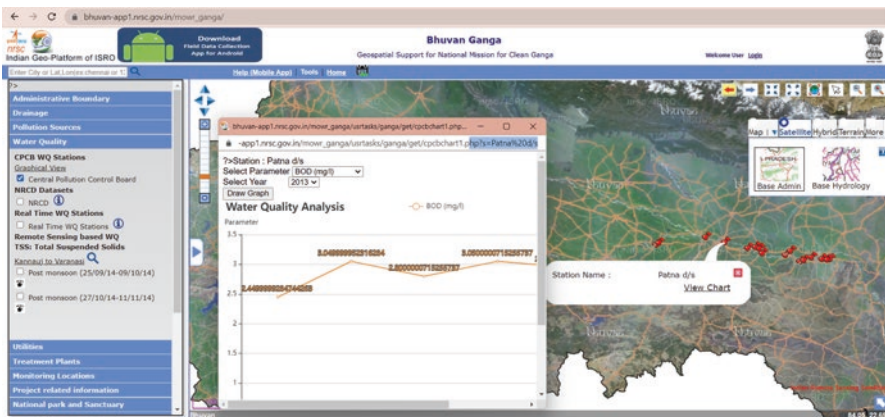 bhuvan-app1.nrsc.gov.in/mowr_ganga/
nrsc
Indian Geo-Platform of ISRO
Download
Field Data Collection
App for Android
Bhuvan Ganga
Geospatial Support for National Mission for Clean Ganga
Welcome User Login
Help (Mobile App) Tools Home
?>
Administrative Boundary
Drainage
Pollution Sources
Water Quality
CPCB WQ Stations
Graphical View
Central Pollution Control Board
NRCD Datasets
NRCD
Real Time WQ Stations
Real Time WQ Stations
Remote Sensing based WQ
TSS: Total Suspended Solids
Kannauj to Varanasi
Post monsoon (25/09/14-09/10/14)
Post monsoon (27/10/14-11/11/14)
Utilities
Treatment Plants
Monitoring Locations
Project related information
National park and Sanctuary
bhuvan-app1.nrsc.gov.in/mowr_ganga/usrtasks/ganga/get/cpcbchart1.php...
-app1.nrsc.gov.in/mowr_ganga/usrtasks/ganga/get/cpcbchart1.php?s=Patna%20d/s
?>Station : Patna d/s
Select Parameter BOD (mg/l)
Select Year 2013
Draw Graph
Water Quality Analysis
BOD (mg/l)
Parameter
3.5
3
2.5
2
1.5
1
Map Satellite Hybrid Terrain More
Base Admin Base Hydrology
Station Name : Patna d/s
View Chart
Bhuvan